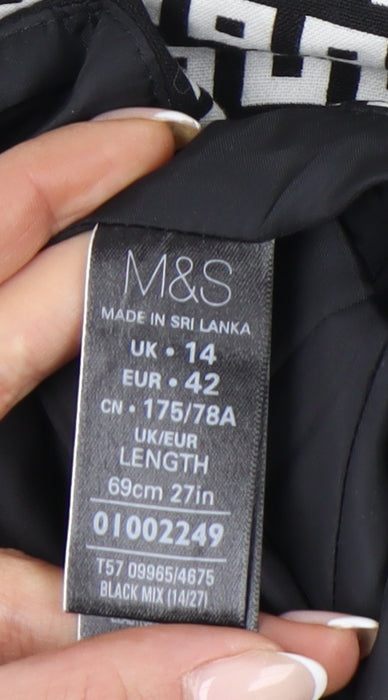 M&S
MADE IN SRI LANKA
UK • 14
EUR • 42
CN • 175/78A
UK/EUR
LENGTH
69cm 27in
01002249
T57 09965/4675
BLACK MIX (14/27)